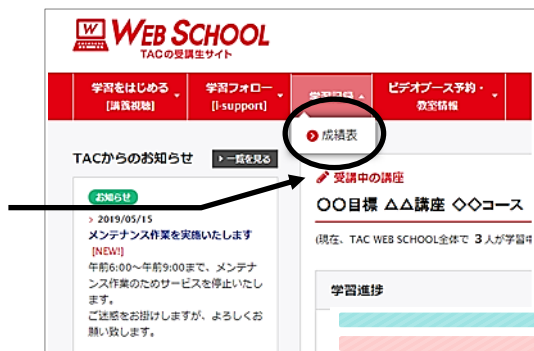 WEB SCHOOL
TACの受講生サイト
学習をはじめる
[講義視聴]
学習フォロー
[i-support]
ビデオブース予約・
教室情報
成績表
TACからのお知らせ
一覧を見る
受講中の講座
お知らせ
〇〇目標 △△講座 ◇◇コース
2019/05/15
メンテナンス作業を実施いたします
[NEW!]
(現在、TAC WEB SCHOOL全体で 3人が学習中
午前6:00～午前9:00まで、メンテナ
ンス作業のためサービスを停止いたし
ます。
ご迷惑をお掛けしますが、よろしくお
願い致します。
学習進捗